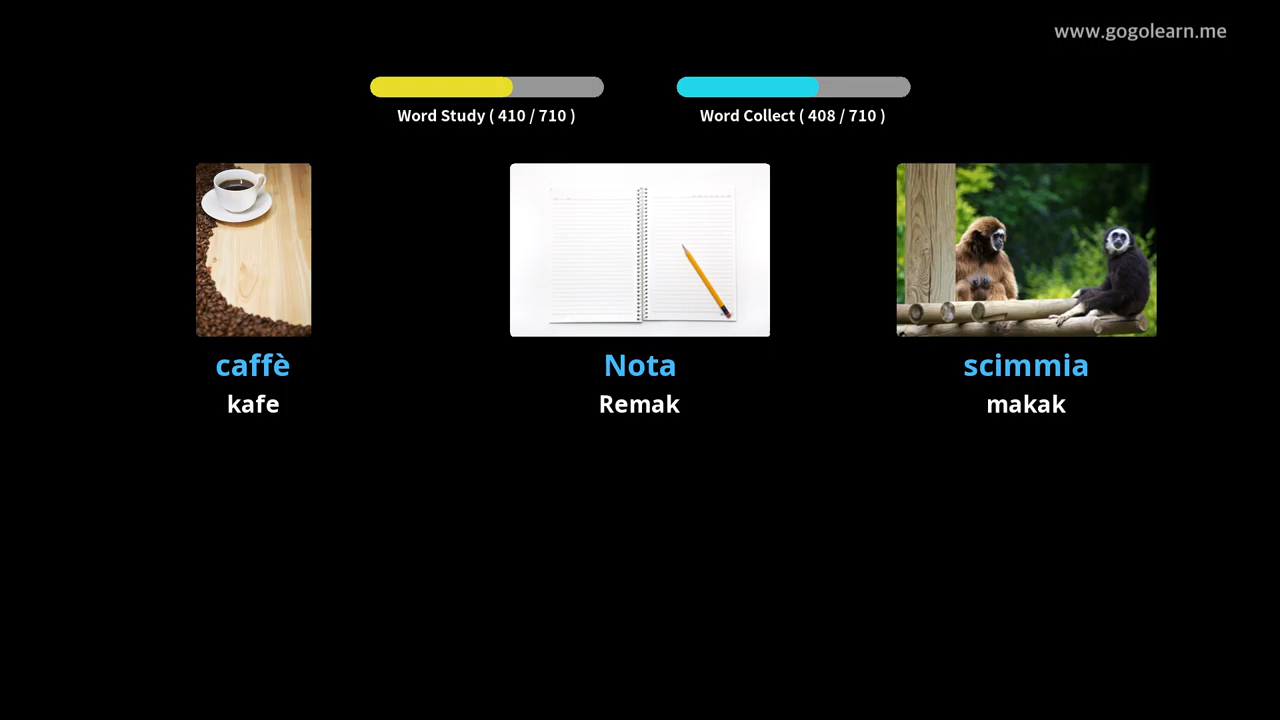 www.gogolearn.me
Word Study ( 410 / 710 )
Word Collect ( 408 / 710 )
caffè
kafe
Nota
Remak
scimmia
makak